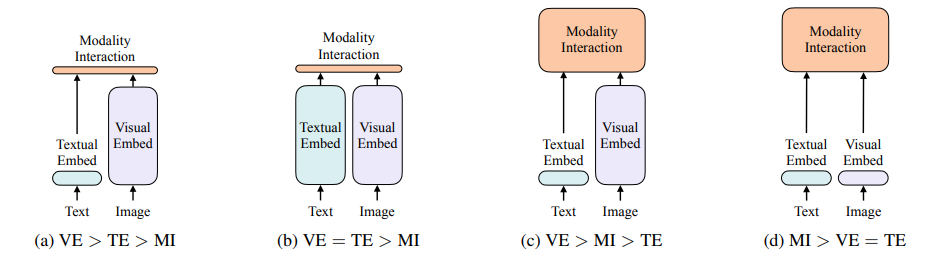 Modality
Interaction
Textual
Embed
Visual
Embed
Text
Image
(a) VE > TE > MI
Modality
Interaction
Textual
Embed
Visual
Embed
Text
Image
(b) VE = TE > MI
Modality
Interaction
Textual
Embed
Visual
Embed
Text
Image
(c) VE > MI > TE
Modality
Interaction
Textual
Embed
Visual
Embed
Text
Image
(d) MI > VE = TE